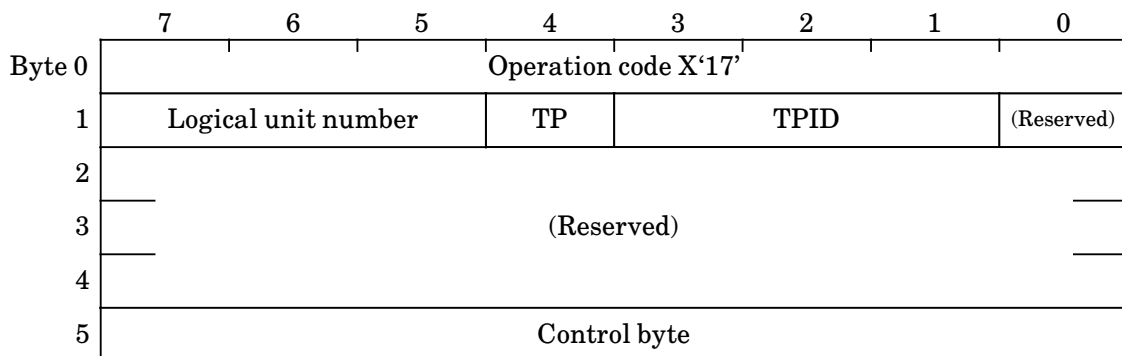 7 6 5 4 3 2 1 0
Byte 0 Operation code X‘17’
1 Logical unit number TP TPID (Reserved)
2
3 (Reserved)
4
5 Control byte